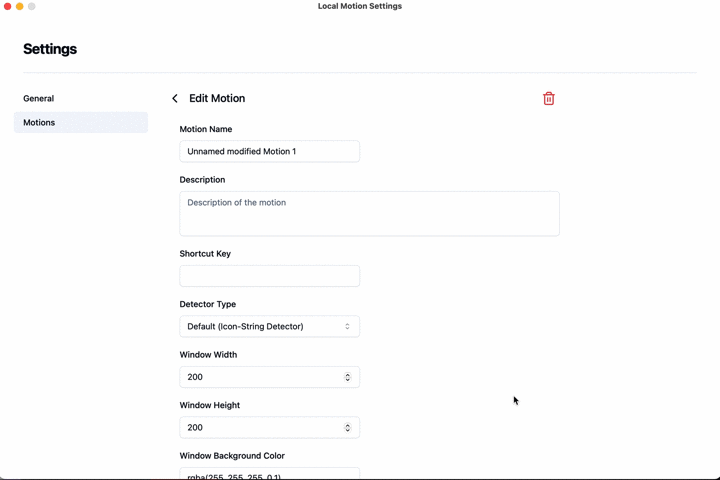 Local Motion Settings
Settings
General
Motions
Edit Motion
Motion Name
Unnamed modified Motion 1
Description
Description of the motion
Shortcut Key
Detector Type
Default (Icon-String Detector)
Window Width
200
Window Height
200
Window Background Color
rgba(255, 255, 255, 0.1)